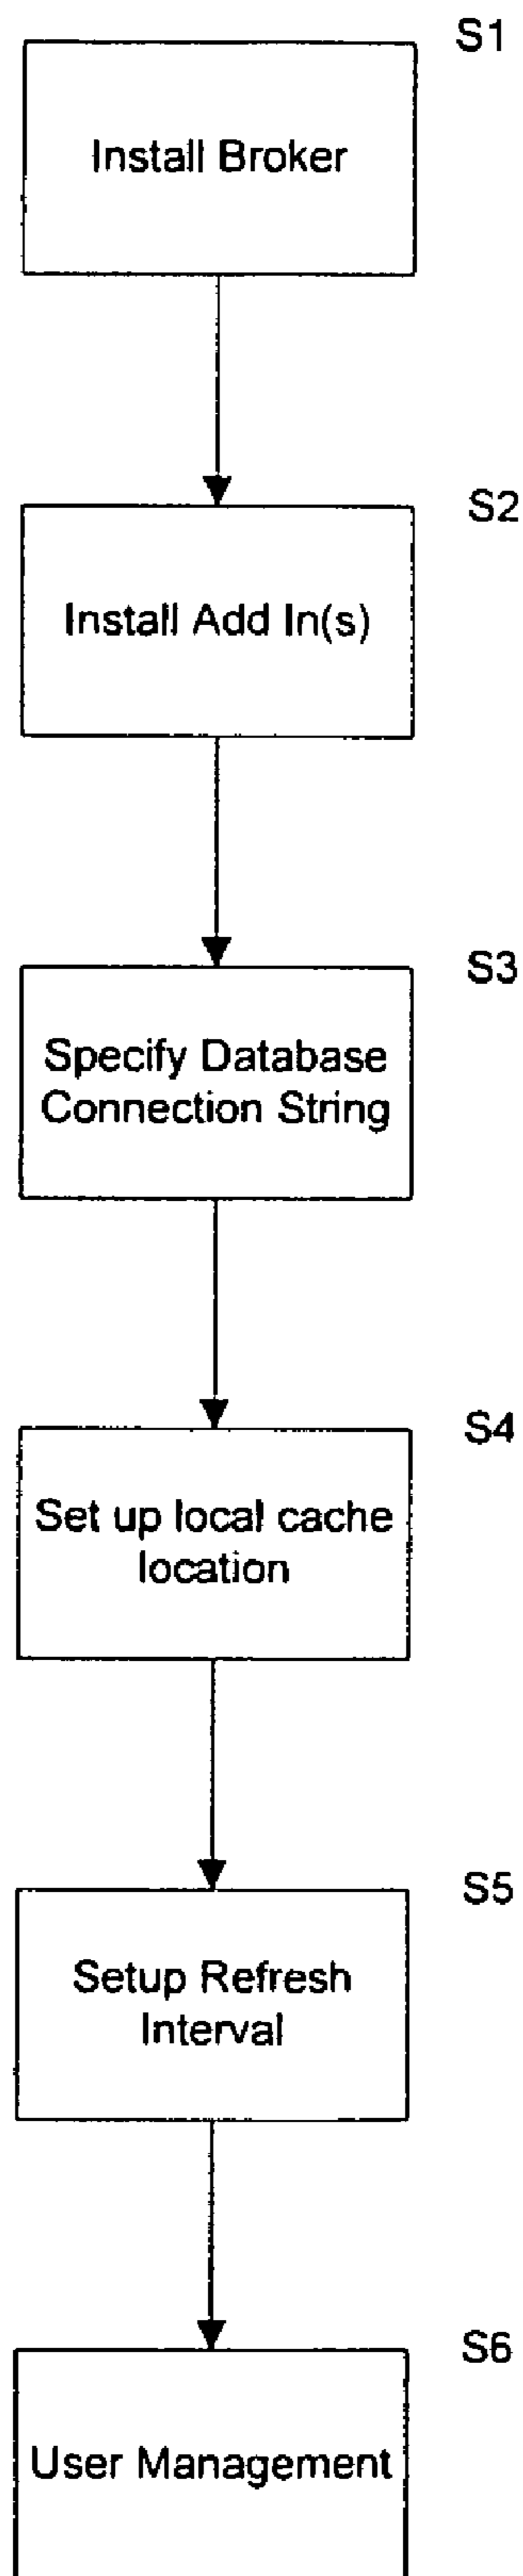 S1
Install Broker
S2
Install Add In(s)
S3
Specify Database
Connection String
S4
Set up local cache
location
S5
Setup Refresh
Interval
S6
User Management